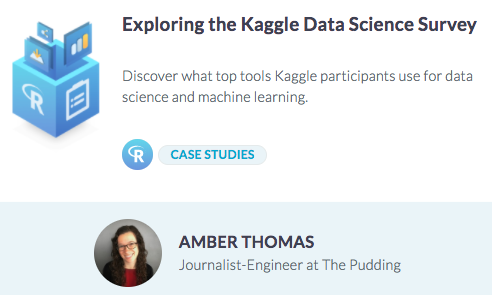 Exploring the Kaggle Data Science Survey
Discover what top tools Kaggle participants use for data
science and machine learning.
R
R
CASE STUDIES
AMBER THOMAS
Journalist-Engineer at The Pudding